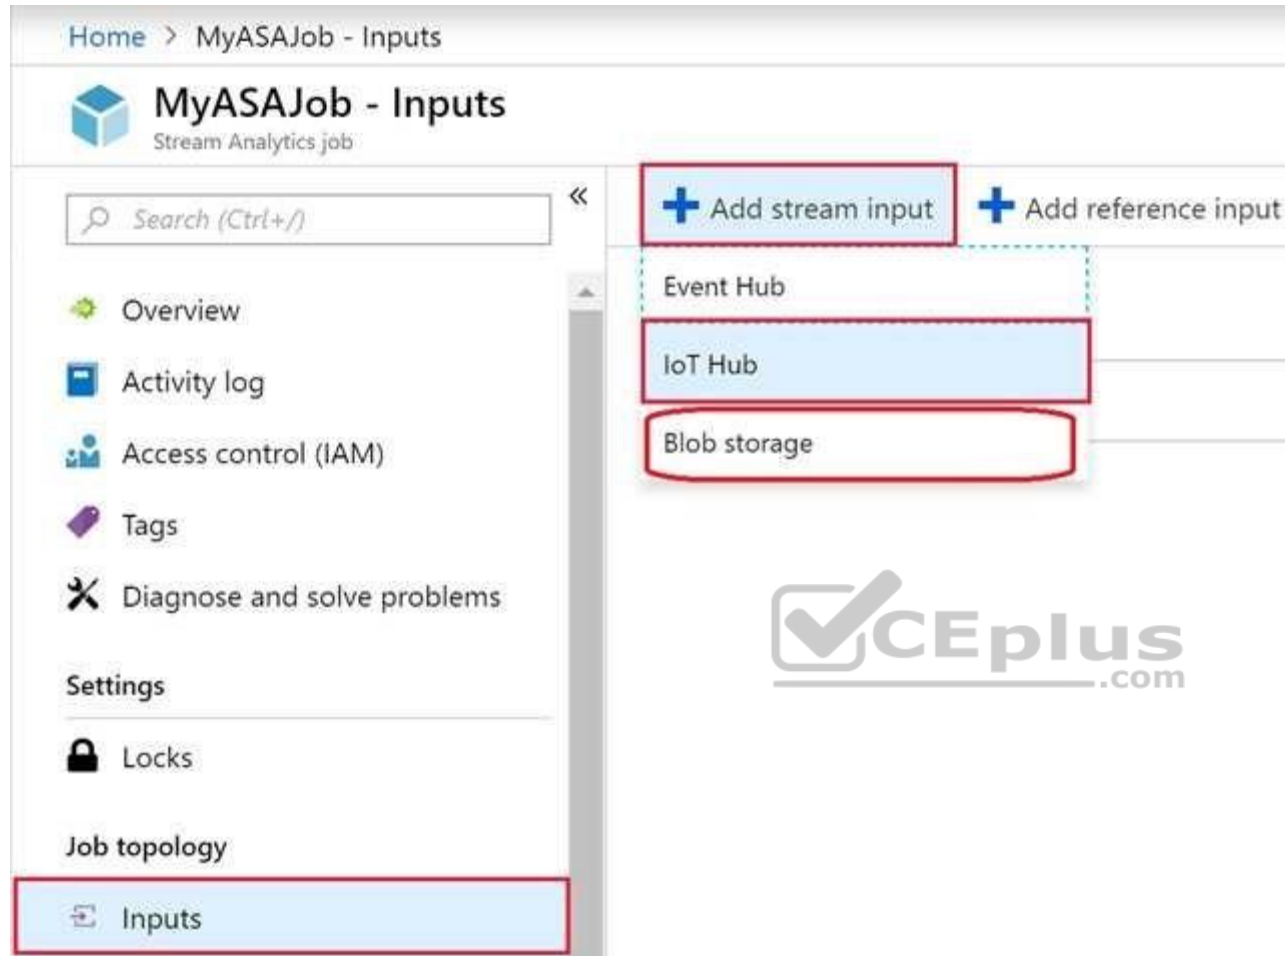 Home > MyASAJob - Inputs
MyASAJob - Inputs
Stream Analytics job
Search (Ctrl+/)
«
Add stream input
Add reference input
Overview
Activity log
Access control (IAM)
Tags
Diagnose and solve problems
Settings
Locks
Job topology
Inputs
Event Hub
IoT Hub
Blob storage
CEplus
.com